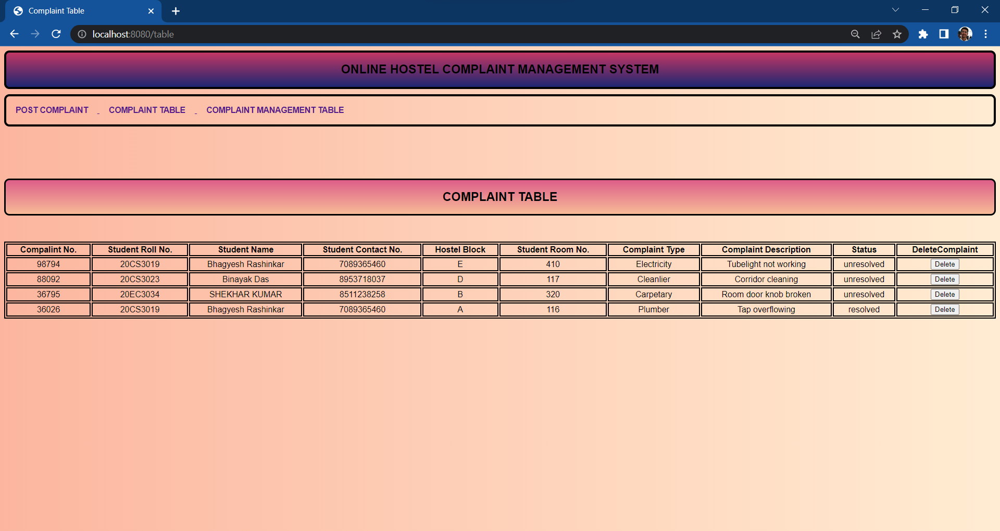 Complaint Table
localhost:8080/table
ONLINE HOSTEL COMPLAINT MANAGEMENT SYSTEM
POST COMPLAINT - COMPLAINT TABLE - COMPLAINT MANAGEMENT TABLE
COMPLAINT TABLE
Compalint No. Student Roll No. Student Name Student Contact No. Hostel Block Student Room No. Complaint Type Complaint Description Status DeleteComplaint
98794 20CS3019 Bhagyesh Rashinkar 7089365460 E 410 Electricity Tubelight not working unresolved Delete
88092 20CS3023 Binayak Das 8953718037 D 117 Cleanlier Corridor cleaning unresolved Delete
36795 20EC3034 SHEKHAR KUMAR 8511238258 B 320 Carpetary Room door knob broken unresolved Delete
36026 20CS3019 Bhagyesh Rashinkar 7089365460 A 116 Plumber Tap overflowing resolved Delete